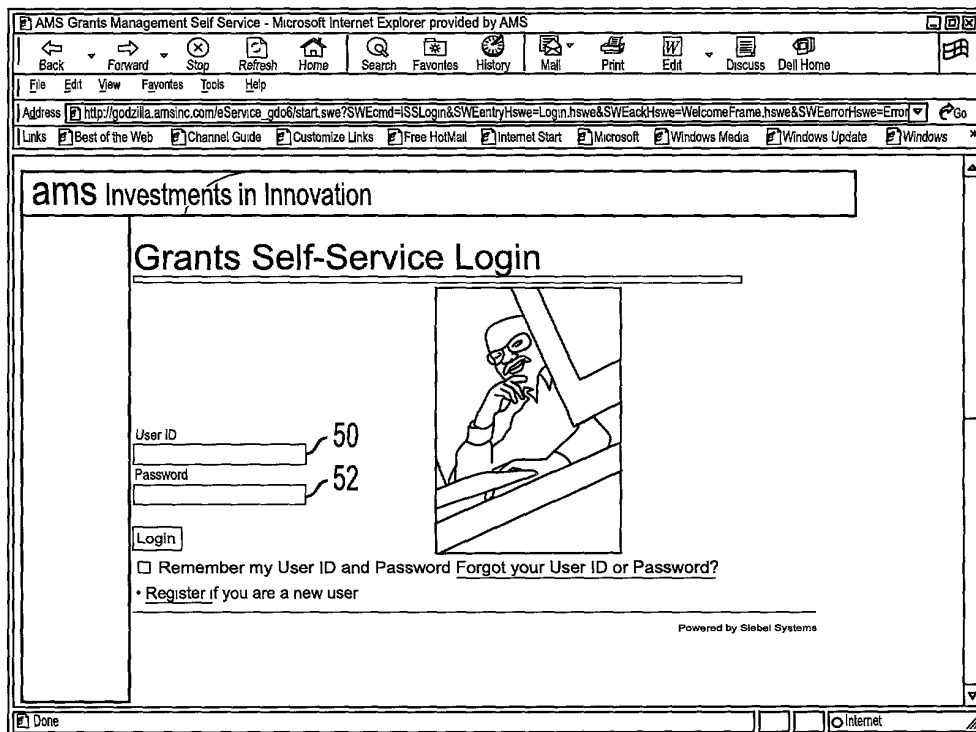 AMS Grants Management Self Service - Microsoft Internet Explorer provided by AMS
Back Forward Stop Refresh Home Search Favorites History Mail Print Edit Discuss Dell Home
File Edit View Favorites Tools Help
Address http://godzilla.amsinc.com/eService_gdo6/start.swe?SWEcmd=ISSLogin&SWEentryHswe=Login.hswe&SWEackHswe=WelcomeFrame.hswe&SWEerrorHswe=Error Go
Links Best of the Web Channel Guide Customize Links Free HotMail Internet Start Microsoft Windows Media Windows Update Windows
ams Investments in Innovation
Grants Self-Service Login
User ID
50
Password
52
Login
Remember my User ID and Password Forgot your User ID or Password?
• Register if you are a new user
Powered by Siebel Systems
Done Internet